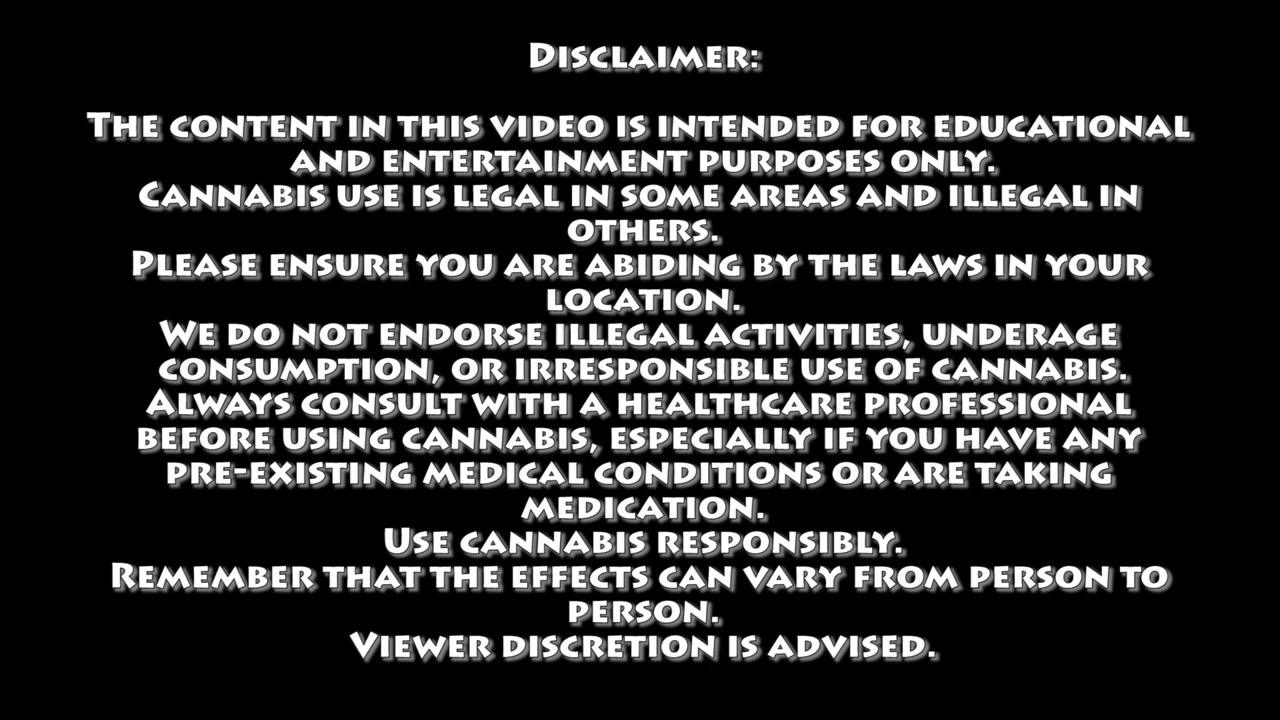 Disclaimer:
The content in this video is intended for educational
and entertainment purposes only.
Cannabis use is legal in some areas and illegal in
others.
Please ensure you are abiding by the laws in your
location.
We do not endorse illegal activities, underage
consumption, or irresponsible use of cannabis.
Always consult with a healthcare professional
before using cannabis, especially if you have any
pre-existing medical conditions or are taking
medication.
Use cannabis responsibly.
Remember that the effects can vary from person to
person.
Viewer discretion is advised.